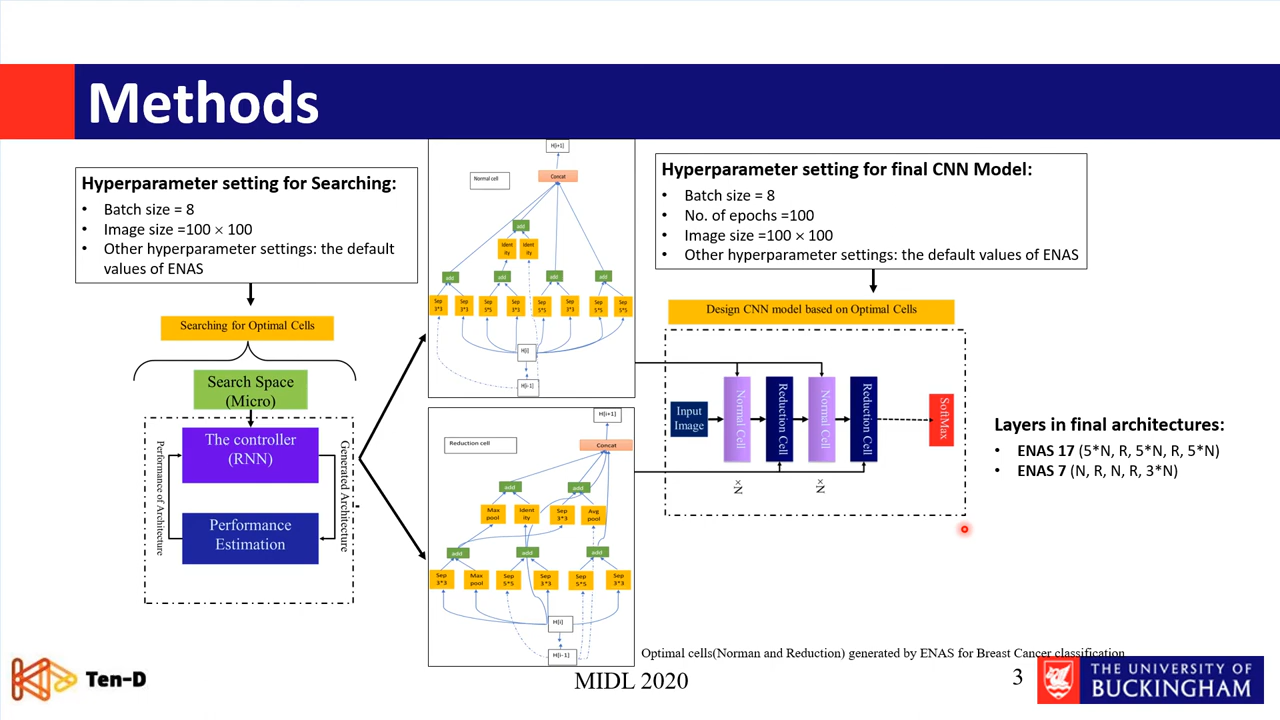 Methods
Hyperparameter setting for Searching:
• Batch size = 8
• Image size =100 × 100
• Other hyperparameter settings: the default
values of ENAS
Searching for Optimal Cells
Search Space
(Micro)
The controller
(RNN)
Performance
Estimation
Performance of Architecture
Generated Architecture
H[i+1]
Normal cell
Concat
add
Ident
ity
Ident
ity
add
add
add
add
Sep
3*3
Sep
3*3
Sep
5*5
Sep
3*3
Sep
5*5
Sep
3*3
Sep
5*5
Sep
5*5
H[i]
H[i-1]
H[i+1]
Reduction cell
Concat
add
add
Max
pool
Ident
ity
Sep
3*3
Avg
pool
add
add
add
Sep
3*3
Max
pool
Sep
5*5
Sep
3*3
Sep
5*5
Sep
3*3
H[i]
H[i-1]
Hyperparameter setting for final CNN Model:
• Batch size = 8
• No. of epochs =100
• Image size =100 × 100
• Other hyperparameter settings: the default values of ENAS
Design CNN model based on Optimal Cells
Input
Image
Normal Cell
Reduction Cell
Normal Cell
Reduction Cell
SoftMax
×N
×N
Layers in final architectures:
• ENAS 17 (5*N, R, 5*N, R, 5*N)
• ENAS 7 (N, R, N, R, 3*N)
Optimal cells(Norman and Reduction) generated by ENAS for Breast Cancer classification
Ten-D
MIDL 2020
3
THE UNIVERSITY OF
BUCKINGHAM